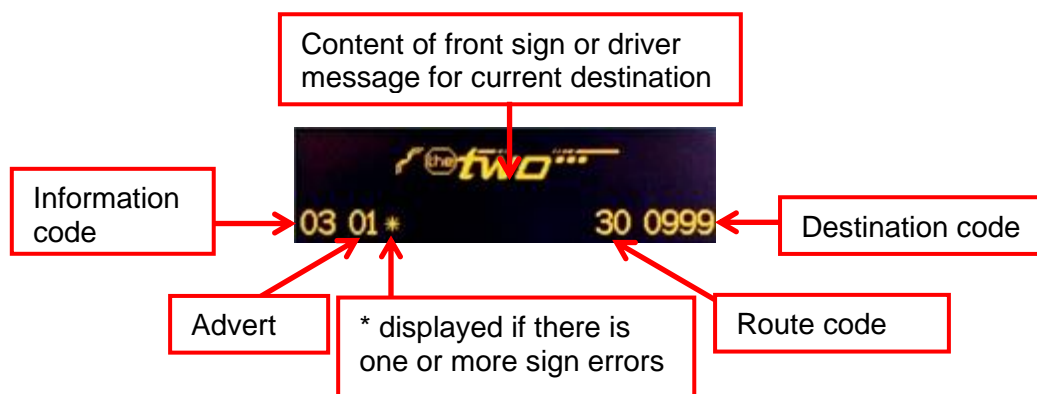 Content of front sign or driver
message for current destination
the two
Information
code
03 01 *
30 0999
Destination code
Advert
* displayed if there is
one or more sign errors
Route code